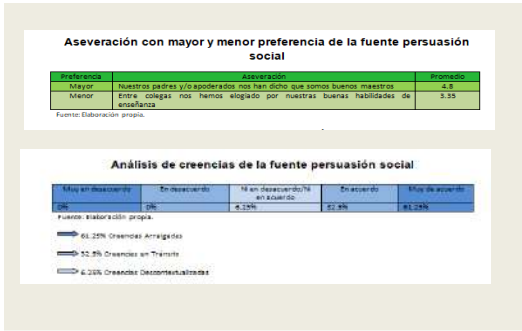 Aseveración con mayor y menor preferencia de la fuente persuasión
social
Preferencia Aseveración Promedio
Mayor Nuestros padres y/o apoderados nos han dicho que somos buenos maestros 4.8
Menor Entre colegas nos hemos elogiado por nuestras buenas habilidades de
enseñanza 3.35
Fuente: Elaboración propia.
Análisis de creencias de la fuente persuasión social
Muy en desacuerdo En desacuerdo Ni en desacuerdo/Ni
en acuerdo En acuerdo Muy de acuerdo
0% 0% 6.25% 32.5% 61.25%
Fuente: Elaboración propia.
61.25% Creencias Arraigadas
32.5% Creencias en Tránsito
6.25% Creencias Descontextualizadas